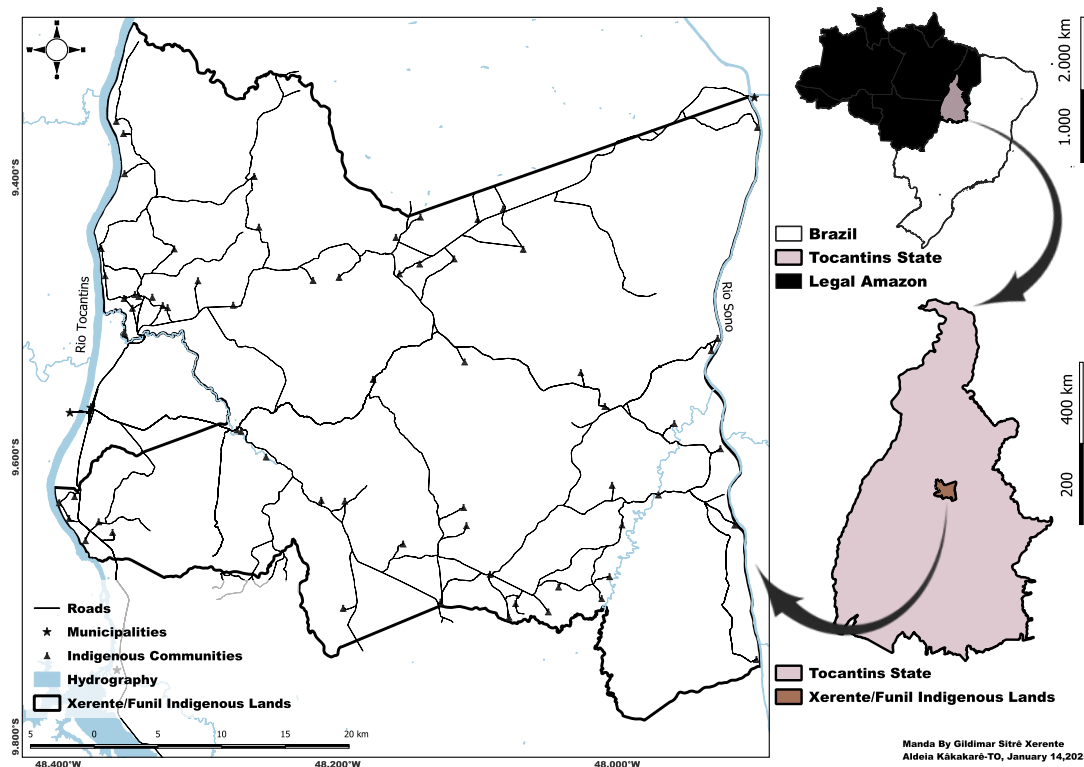 9.400°S
9.600°S
9.800°S
Rio Tocantins
Rio Sono
Roads
Municipalities
Indigenous Communities
Hydrography
Xerente/Funil Indigenous Lands
5 0 5 10 15 20 km
48.400°W 48.200°W 48.000°W
1.000 2.000 km
Brazil
Tocantins State
Legal Amazon
200 400 km
Tocantins State
Xerente/Funil Indigenous Lands
Manda By Gildimar Sitrê Xerente
Aldeia Kâkakarê-TO, January 14,202